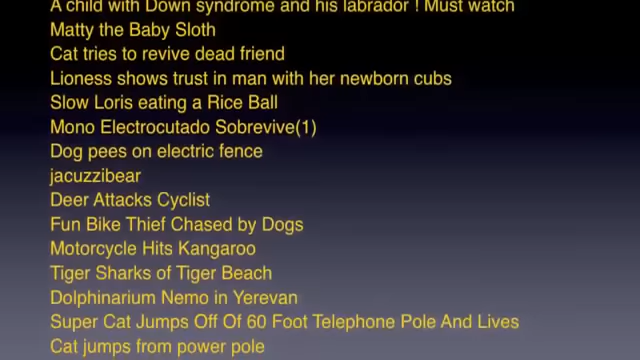 A child with Down syndrome and his labrador ! Must watch
Matty the Baby Sloth
Cat tries to revive dead friend
Lioness shows trust in man with her newborn cubs
Slow Loris eating a Rice Ball
Mono Electrocutado Sobrevive(1)
Dog pees on electric fence
jacuzzibear
Deer Attacks Cyclist
Fun Bike Thief Chased by Dogs
Motorcycle Hits Kangaroo
Tiger Sharks of Tiger Beach
Dolphinarium Nemo in Yerevan
Super Cat Jumps Off Of 60 Foot Telephone Pole And Lives
Cat jumps from power pole